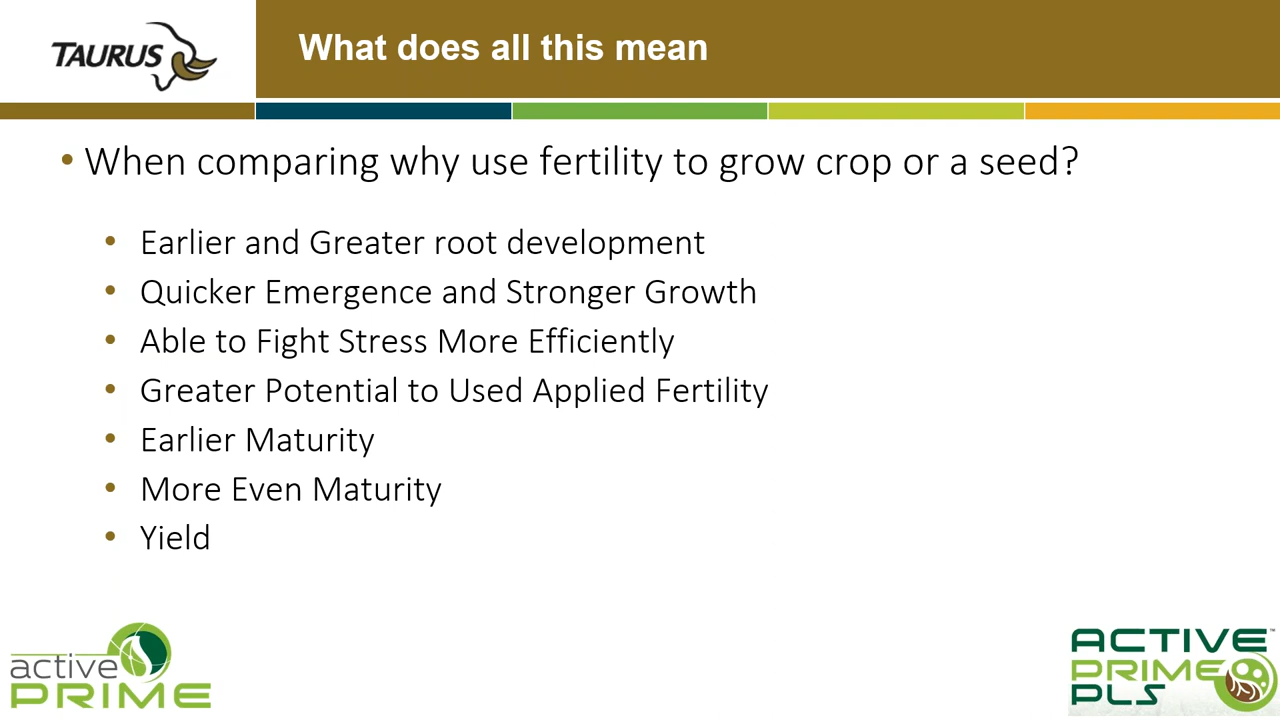 TAURUS
What does all this mean
• When comparing why use fertility to grow crop or a seed?
• Earlier and Greater root development
• Quicker Emergence and Stronger Growth
• Able to Fight Stress More Efficiently
• Greater Potential to Used Applied Fertility
• Earlier Maturity
• More Even Maturity
• Yield
active
PRIME
ACTIVE™
PRIME
PLS